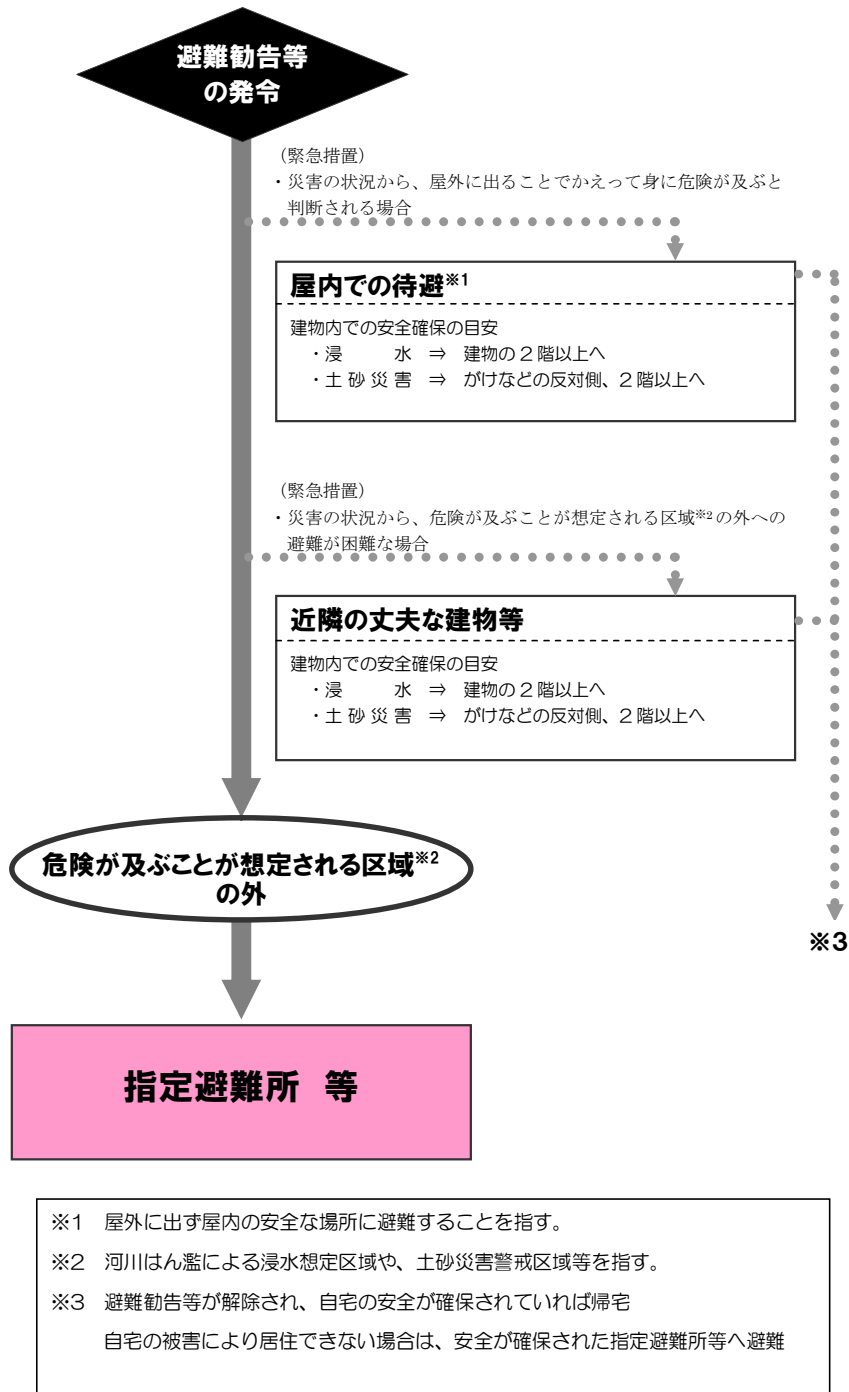 避難勧告等
の発令
（緊急措置）
・災害の状況から、屋外に出ることでかえって身に危険が及ぶと
判断される場合
屋内での待避※1
建物内での安全確保の目安
・浸　　　水　⇒　建物の２階以上へ
・土 砂 災 害　⇒　がけなどの反対側、２階以上へ
（緊急措置）
・災害の状況から、危険が及ぶことが想定される区域※2の外への
避難が困難な場合
近隣の丈夫な建物等
建物内での安全確保の目安
・浸　　　水　⇒　建物の２階以上へ
・土 砂 災 害　⇒　がけなどの反対側、２階以上へ
危険が及ぶことが想定される区域※2
の外
※3
指定避難所　等
※1　屋外に出ず屋内の安全な場所に避難することを指す。
※2　河川はん濫による浸水想定区域や、土砂災害警戒区域等を指す。
※3　避難勧告等が解除され、自宅の安全が確保されていれば帰宅
自宅の被害により居住できない場合は、安全が確保された指定避難所等へ避難